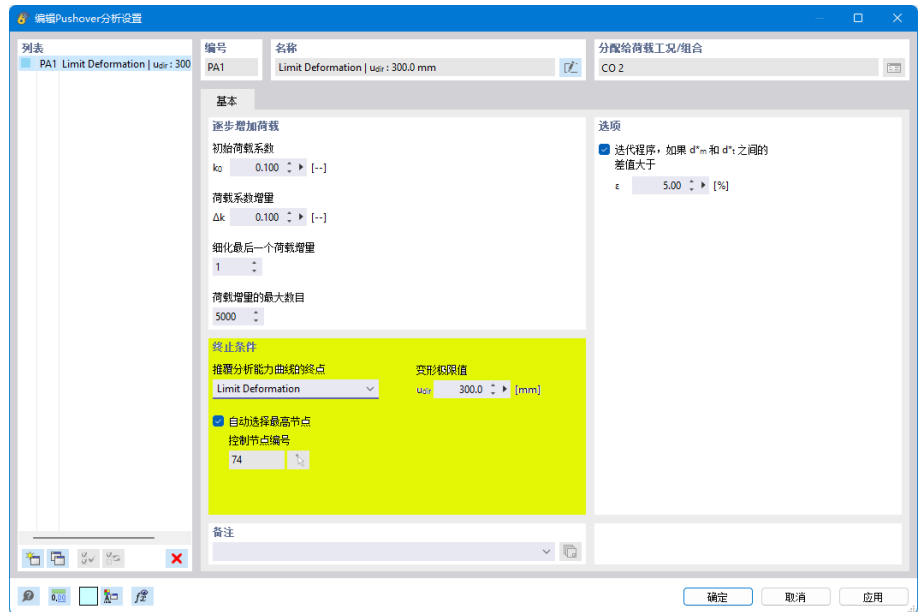 编辑Pushover分析设置
列表
PA1 Limit Deformation | udir : 300
编号
PA1
名称
Limit Deformation | udir : 300.0 mm
分配给荷载工况/组合
CO 2
基本
逐步增加荷载
初始荷载系数
k0 0.100 [--]
荷载系数增量
Δk 0.100 [--]
细化最后一个荷载增量
1
荷载增量的最大数目
5000
选项
迭代程序，如果 d*m 和 d*t 之间的
差值大于
ε 5.00 [%]
终止条件
推覆分析能力曲线的终点
Limit Deformation
变形极限值
udir 300.0 [mm]
自动选择最高节点
控制节点编号
74
备注
0,00
确定
取消
应用